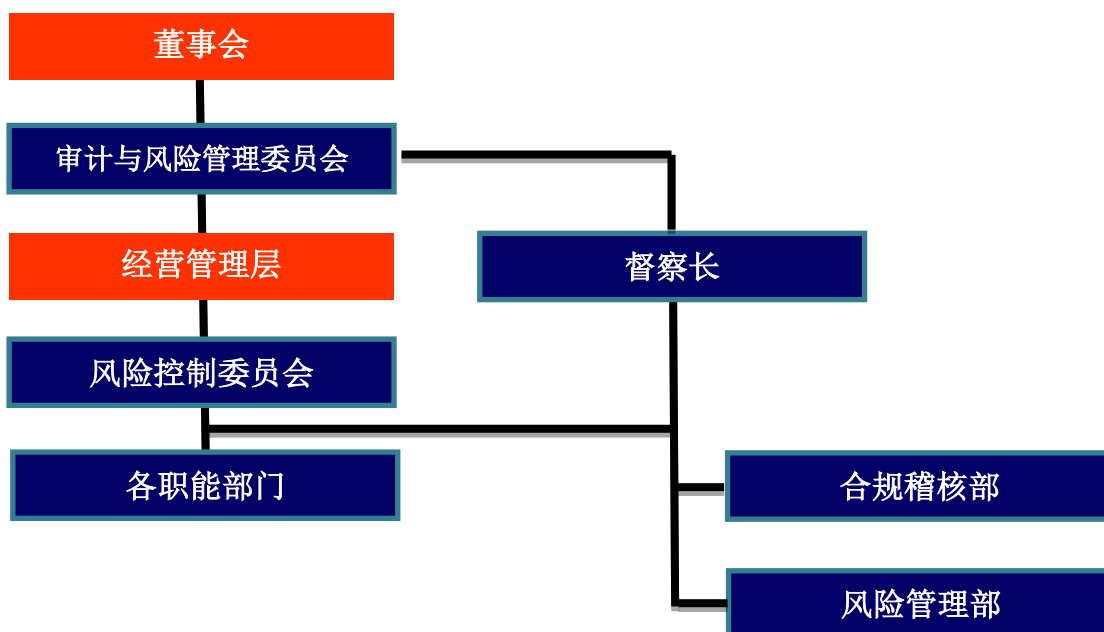 董事会
审计与风险管理委员会
经营管理层
督察长
风险控制委员会
各职能部门
合规稽核部
风险管理部